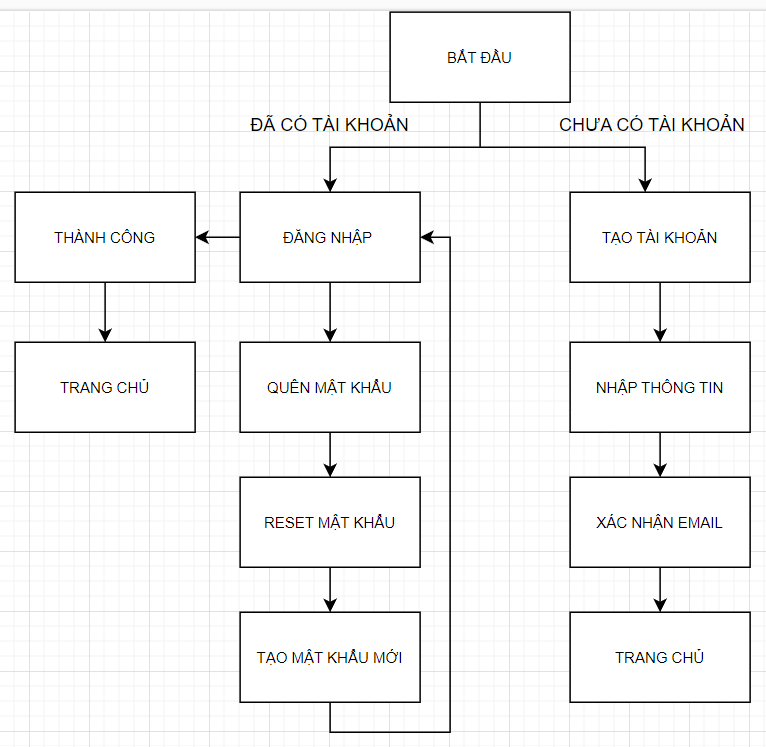 BẮT ĐẦU
ĐÃ CÓ TÀI KHOẢN
CHƯA CÓ TÀI KHOẢN
THÀNH CÔNG
ĐĂNG NHẬP
TẠO TÀI KHOẢN
TRANG CHỦ
QUÊN MẬT KHẨU
NHẬP THÔNG TIN
RESET MẬT KHẨU
XÁC NHẬN EMAIL
TẠO MẬT KHẨU MỚI
TRANG CHỦ